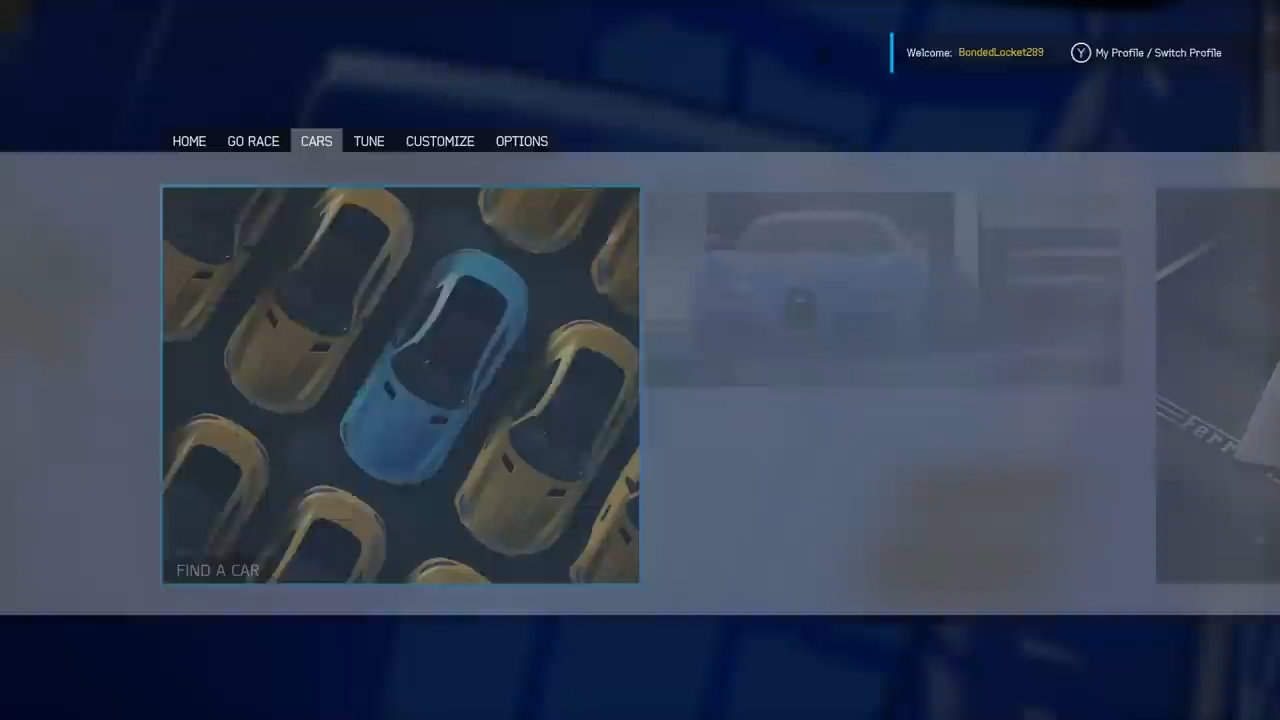 Welcome: BondedLocket289
Y My Profile / Switch Profile
HOME GO RACE CARS TUNE CUSTOMIZE OPTIONS
FIND A CAR